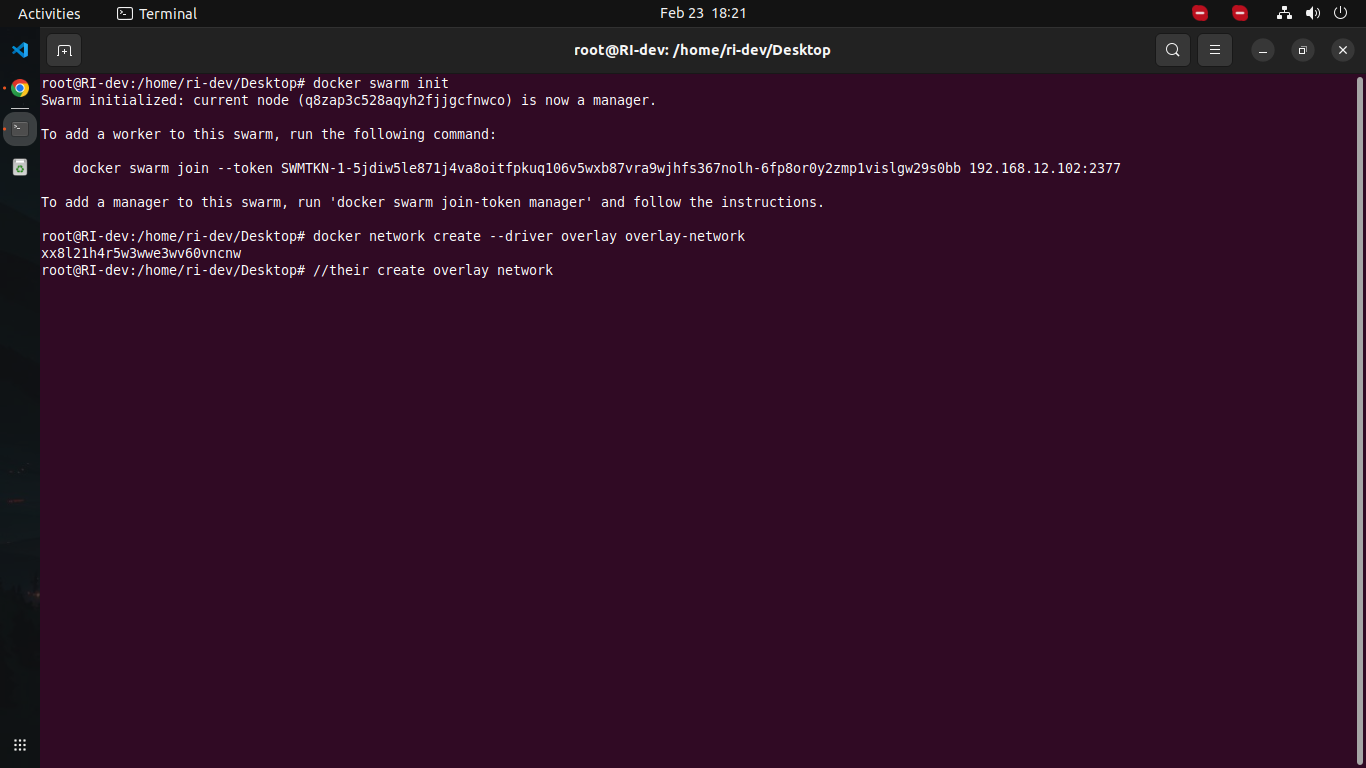 Activities
Terminal
Feb 23 18:21
root@RI-dev: /home/ri-dev/Desktop
root@RI-dev:/home/ri-dev/Desktop# docker swarm init
Swarm initialized: current node (q8zap3c528aqyh2fjjgcfnwco) is now a manager.
To add a worker to this swarm, run the following command:
docker swarm join --token SWMTKN-1-5jdiw5le871j4va8oitfpkuq106v5wxb87vra9wjhfs367nolh-6fp8or0y2zmp1vislgw29s0bb 192.168.12.102:2377
To add a manager to this swarm, run 'docker swarm join-token manager' and follow the instructions.
root@RI-dev:/home/ri-dev/Desktop# docker network create --driver overlay overlay-network
xx8l21h4r5w3wwe3wv60vncnw
root@RI-dev:/home/ri-dev/Desktop# //their create overlay network